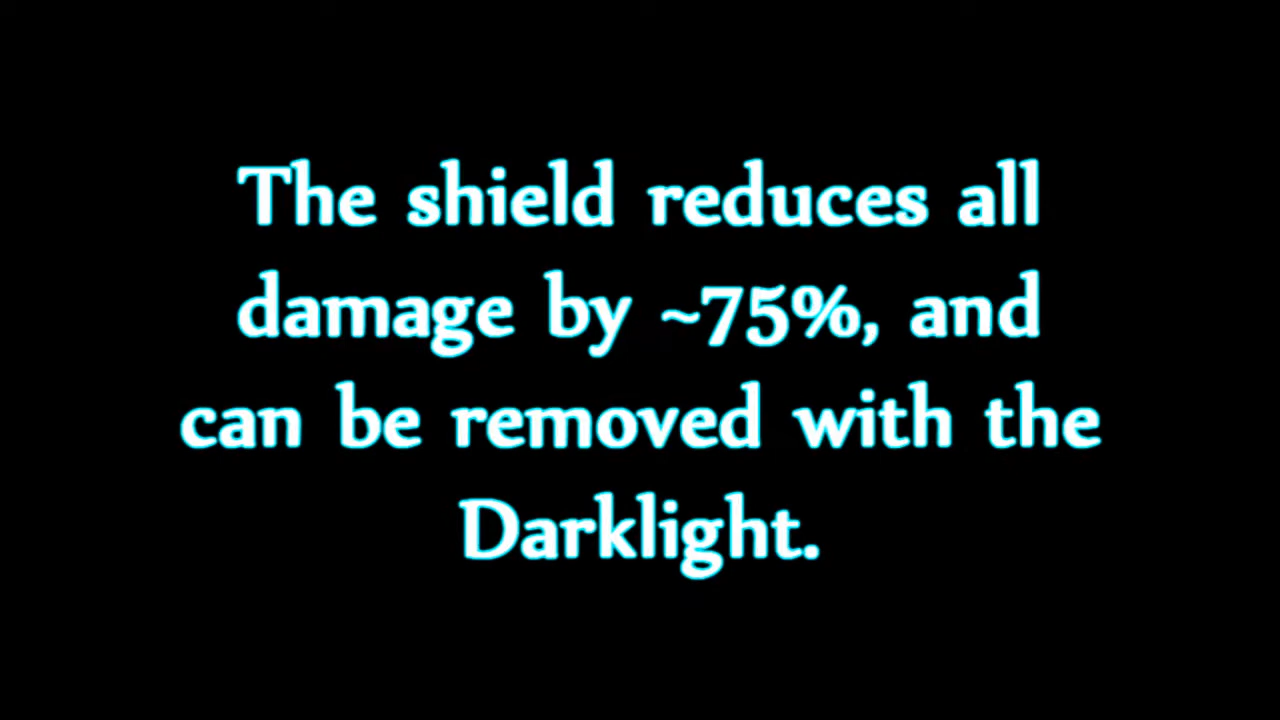 The shield reduces all
damage by ~75%, and
can be removed with the
Darklight.